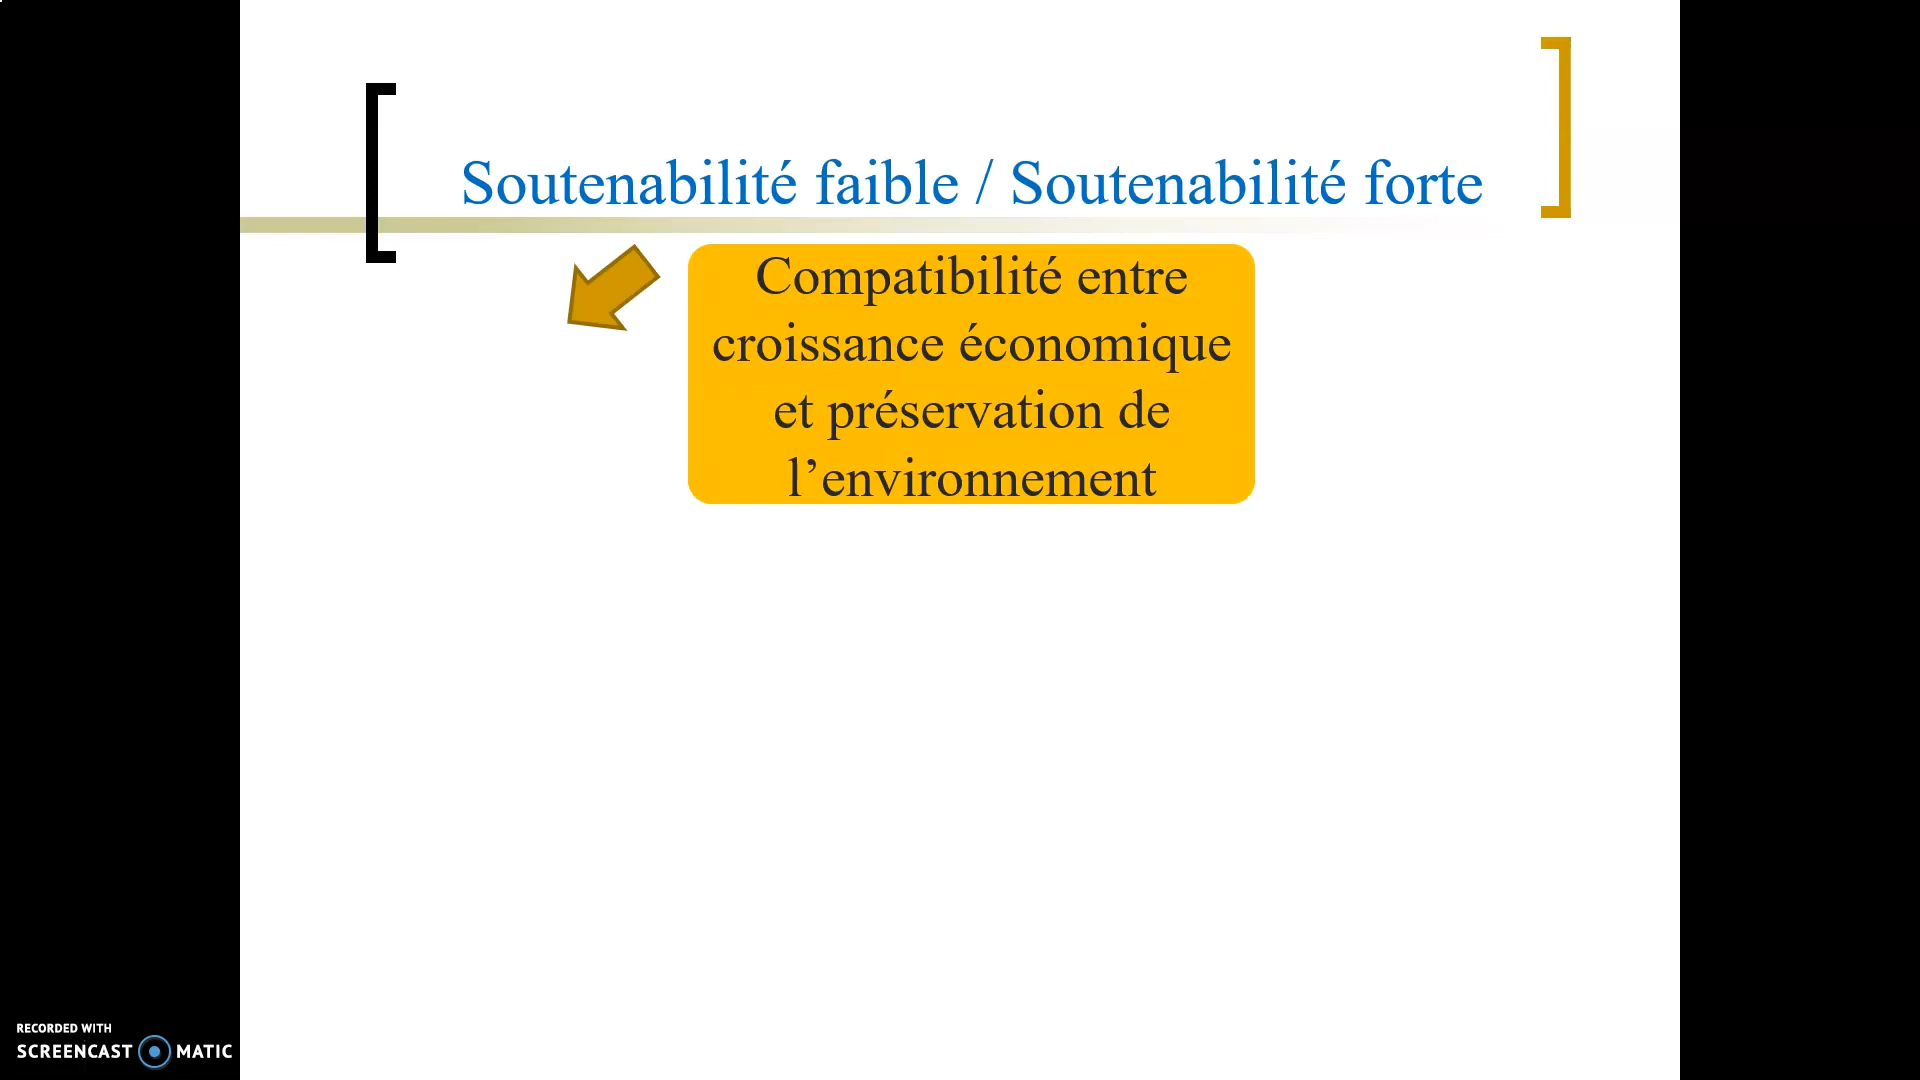 Soutenabilité faible / Soutenabilité forte
Compatibilité entre
croissance économique
et préservation de
l’environnement
RECORDED WITH
SCREENCAST MATIC